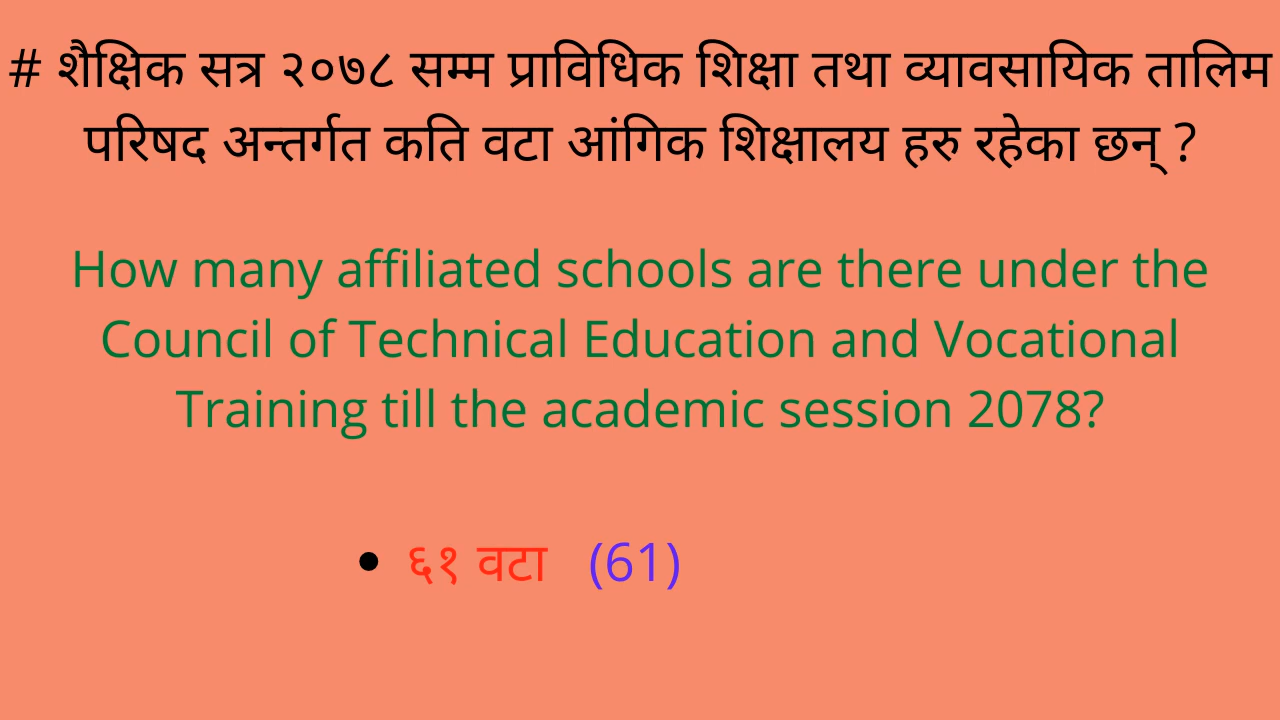 # शैक्षिक सत्र २०७८ सम्म प्राविधिक शिक्षा तथा व्यावसायिक तालिम
परिषद अन्तर्गत कति वटा आंगिक शिक्षालय हरु रहेका छन् ?
How many affiliated schools are there under the
Council of Technical Education and Vocational
Training till the academic session 2078?
• ६१ वटा (61)